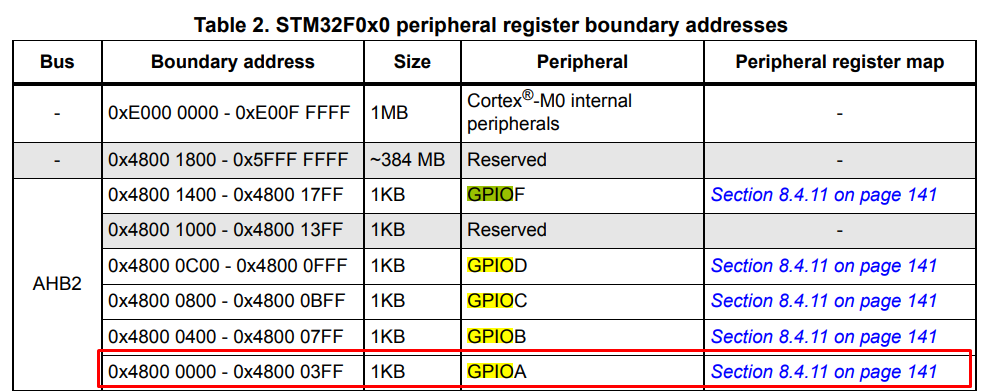 Table 2. STM32F0x0 peripheral register boundary addresses
Bus Boundary address Size Peripheral Peripheral register map
- 0xE000 0000 - 0xE00F FFFF 1MB Cortex®-M0 internal peripherals -
- 0x4800 1800 - 0x5FFF FFFF ~384 MB Reserved -
AHB2
0x4800 1400 - 0x4800 17FF 1KB GPIOF Section 8.4.11 on page 141
0x4800 1000 - 0x4800 13FF 1KB Reserved -
0x4800 0C00 - 0x4800 0FFF 1KB GPIOD Section 8.4.11 on page 141
0x4800 0800 - 0x4800 0BFF 1KB GPIOC Section 8.4.11 on page 141
0x4800 0400 - 0x4800 07FF 1KB GPIOB Section 8.4.11 on page 141
0x4800 0000 - 0x4800 03FF 1KB GPIOA Section 8.4.11 on page 141